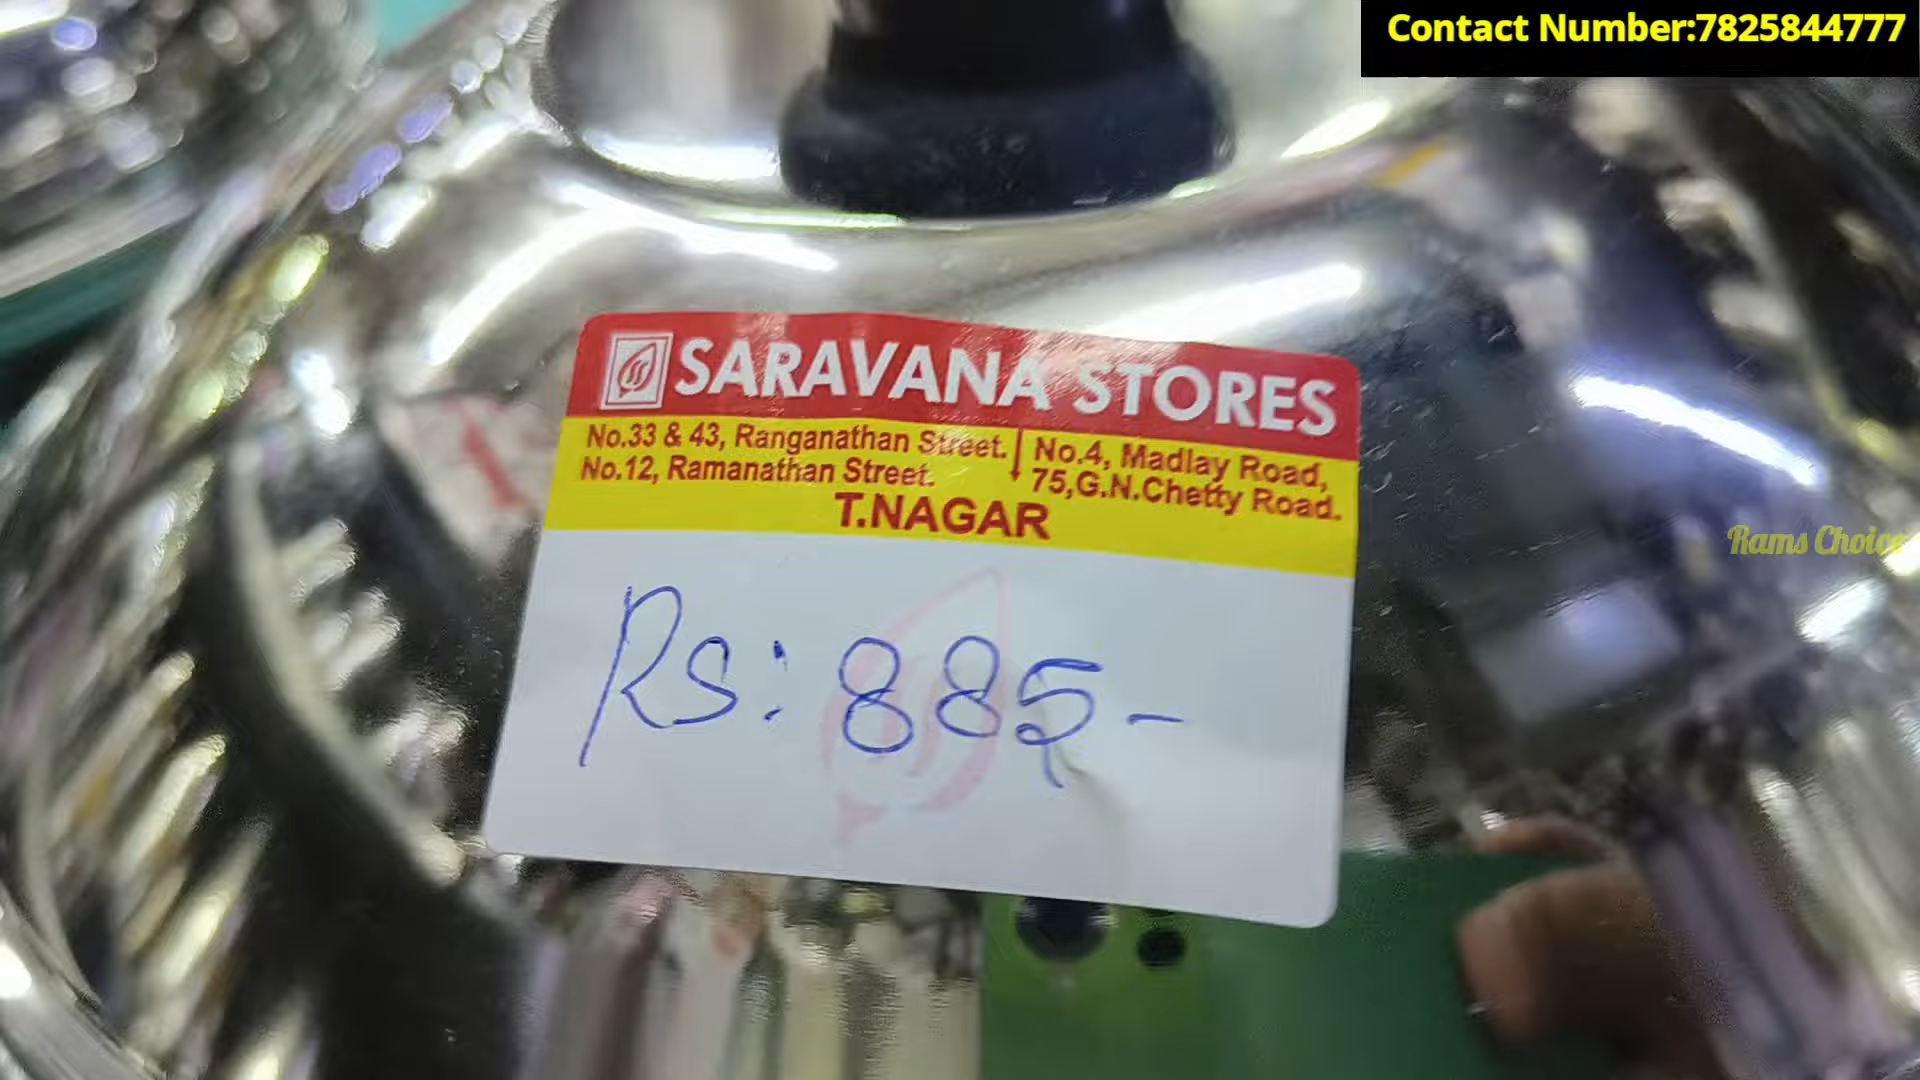 Contact Number:7825844777
SARAVANA STORES
No.33 & 43, Ranganathan Street.
No.12, Ramanathan Street.
No.4, Madlay Road,
75,G.N.Chetty Road.
T.NAGAR
Rs: 885-
Rams Choice